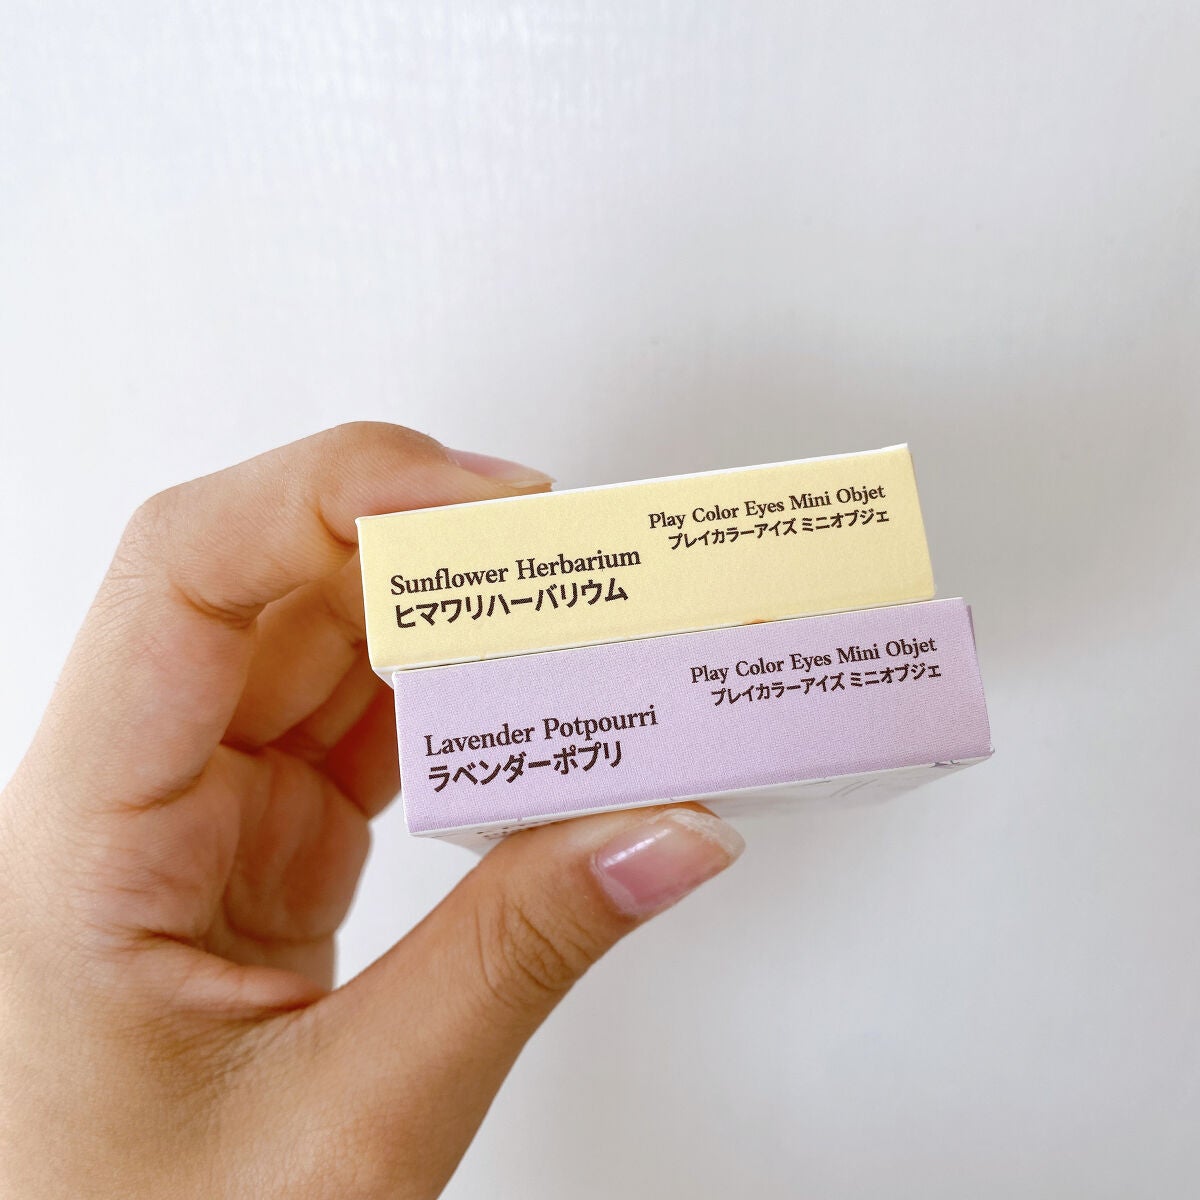 Play Color Eyes Mini Objet
プレイカラーアイズ ミニオブジェ
Sunflower Herbarium
ヒマワリハーバリウム
Play Color Eyes Mini Objet
プレイカラーアイズ ミニオブジェ
Lavender Potpourri
ラベンダーポプリ